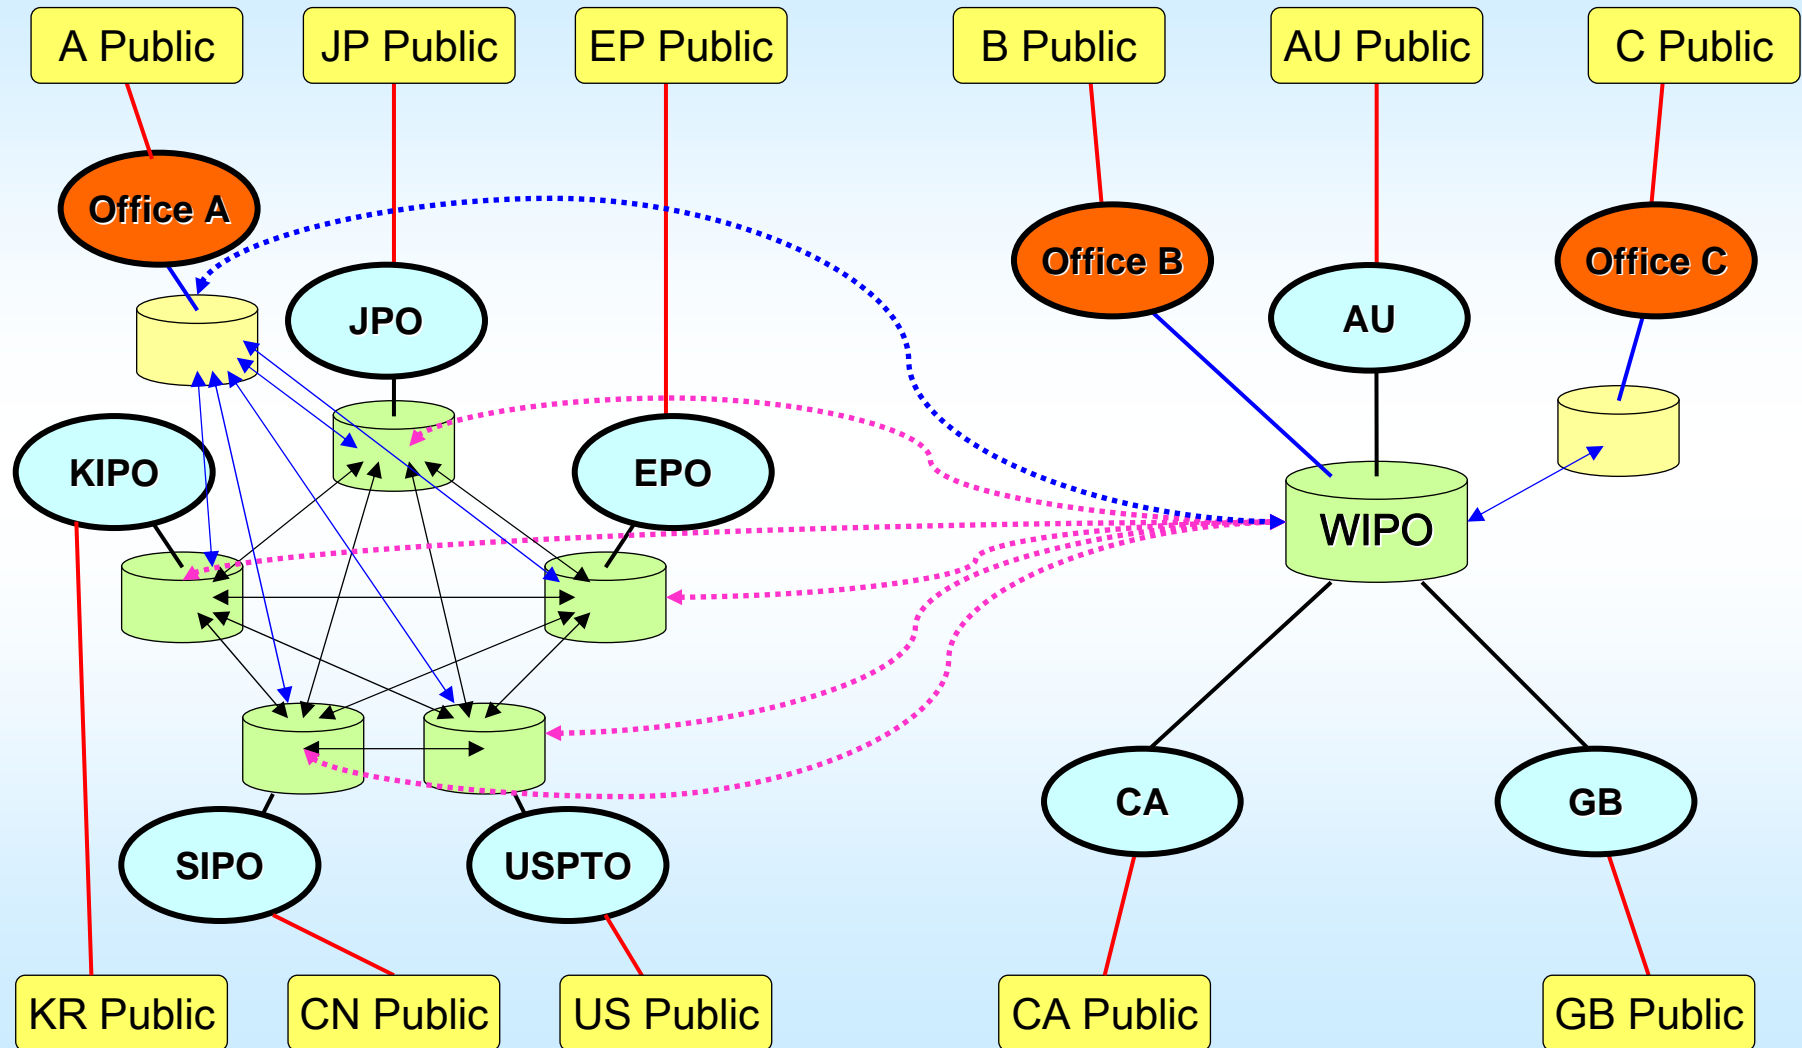 A Public
JP Public
EP Public
B Public
AU Public
C Public
Office A
Office B
Office C
JPO
AU
KIPO
EPO
WIPO
CA
GB
SIPO
USPTO
KR Public
CN Public
US Public
CA Public
GB Public